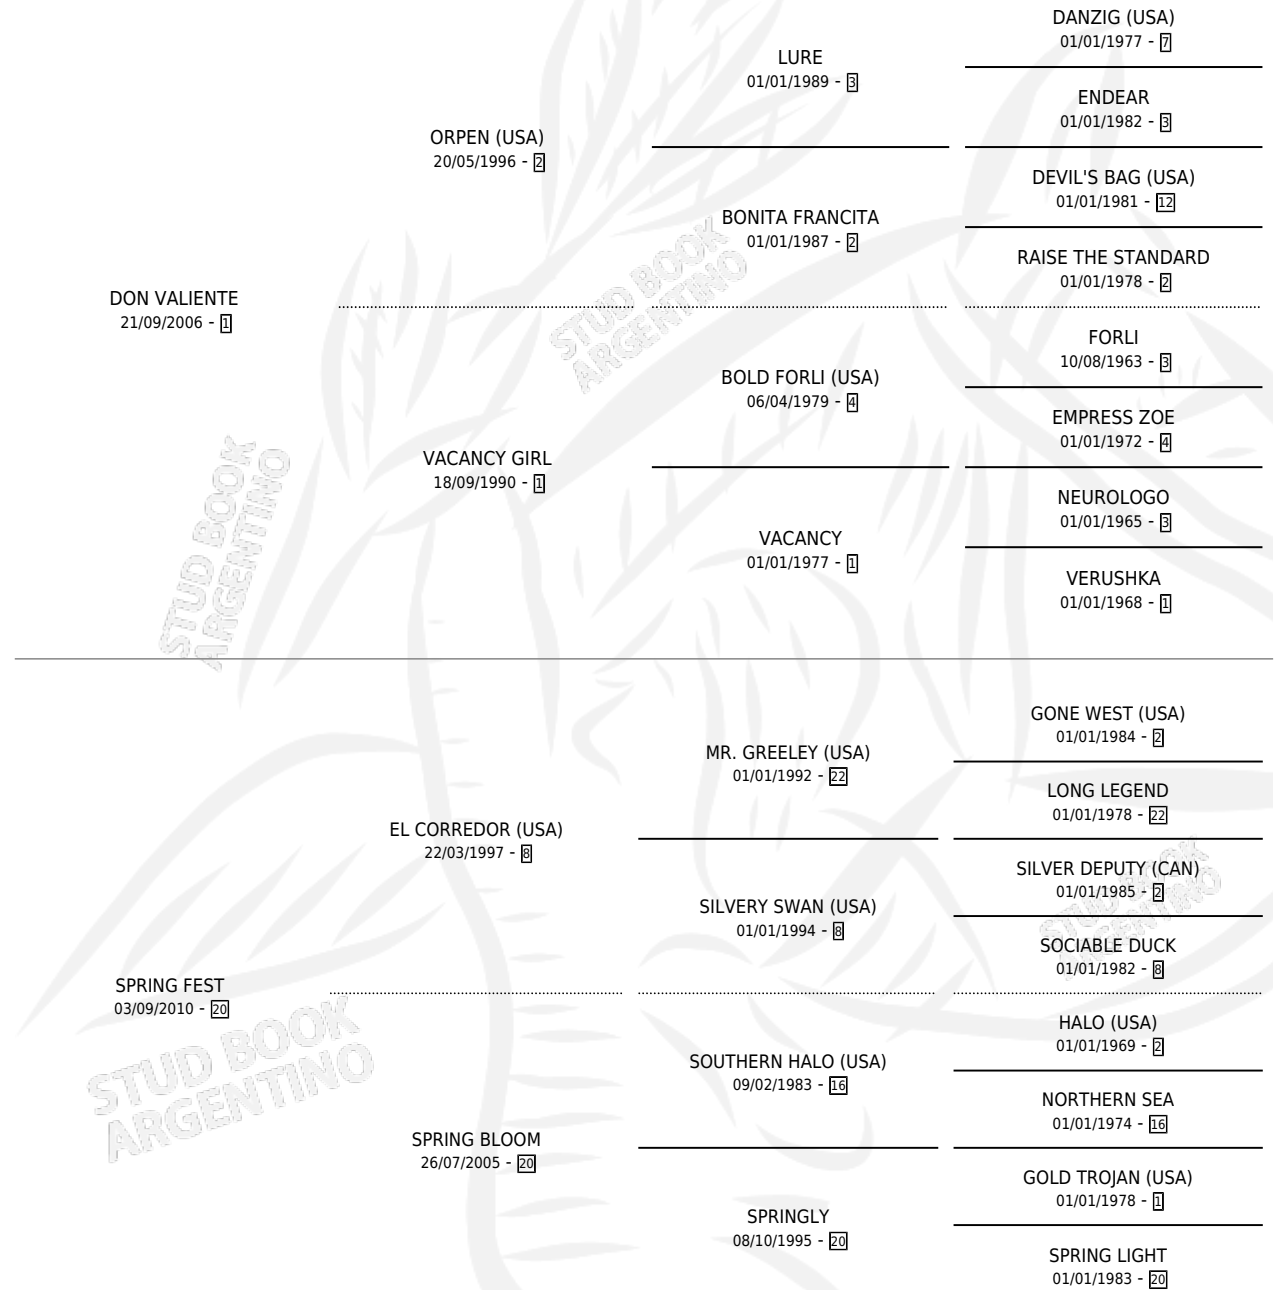 DANZIG (USA)
01/01/1977 - 7
LURE
01/01/1989 - 3
ENDEAR
01/01/1982 - 3
ORPEN (USA)
20/05/1996 - 2
DEVIL'S BAG (USA)
01/01/1981 - 12
BONITA FRANCITA
01/01/1987 - 2
RAISE THE STANDARD
01/01/1978 - 2
DON VALIENTE
21/09/2006 - 1
FORLI
10/08/1963 - 3
BOLD FORLI (USA)
06/04/1979 - 4
EMPRESS ZOE
01/01/1972 - 4
VACANCY GIRL
18/09/1990 - 1
NEUROLOGO
01/01/1965 - 3
VACANCY
01/01/1977 - 1
VERUSHKA
01/01/1968 - 1
STUD BOOK
ARGENTINO
STUD BOOK
ARGENTINO
GONE WEST (USA)
01/01/1984 - 2
MR. GREELEY (USA)
01/01/1992 - 22
LONG LEGEND
01/01/1978 - 22
EL CORREDOR (USA)
22/03/1997 - 8
SILVER DEPUTY (CAN)
01/01/1985 - 2
SILVERY SWAN (USA)
01/01/1994 - 8
SOCIABLE DUCK
01/01/1982 - 8
SPRING FEST
03/09/2010 - 20
HALO (USA)
01/01/1969 - 2
SOUTHERN HALO (USA)
09/02/1983 - 16
NORTHERN SEA
01/01/1974 - 16
SPRING BLOOM
26/07/2005 - 20
GOLD TROJAN (USA)
01/01/1978 - 1
SPRINGLY
08/10/1995 - 20
SPRING LIGHT
01/01/1983 - 20
STUD BOOK
ARGENTINO
STUD BOOK
ARGENTINO